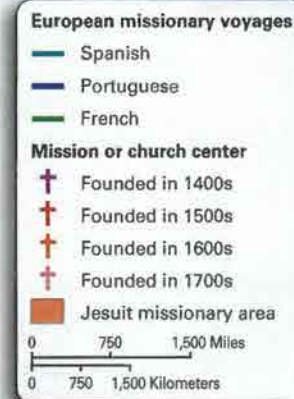 European missionary voyages
Spanish
Portuguese
French
Mission or church center
Founded in 1400s
Founded in 1500s
Founded in 1600s
Founded in 1700s
Jesuit missionary area
0 750 1,500 Miles
0 750 1,500 Kilometers